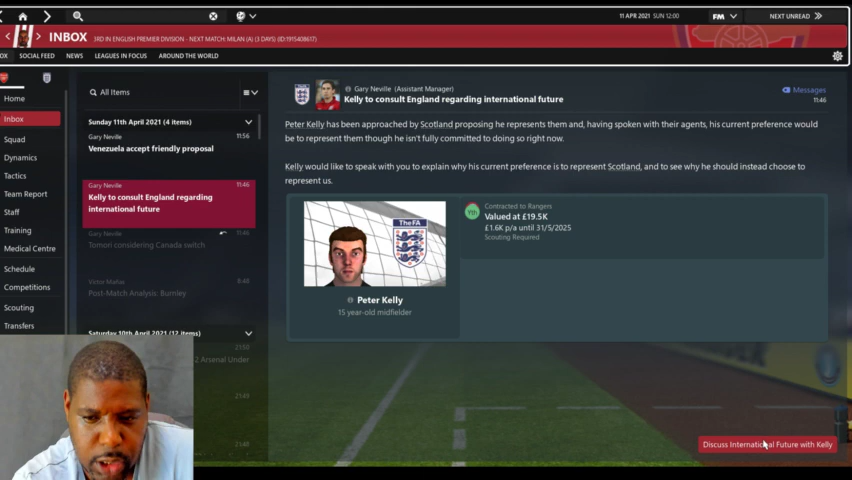 11 APR 2021 SUN 12:00
FM
NEXT UNREAD
INBOX
3RD IN ENGLISH PREMIER DIVISION - NEXT MATCH: MILAN (A) (3 DAYS) (ID:1915408617)
OX
SOCIAL FEED
NEWS
LEAGUES IN FOCUS
AROUND THE WORLD
Home
Inbox
Squad
Dynamics
Tactics
Team Report
Staff
Training
Medical Centre
Schedule
Competitions
Scouting
Transfers
All Items
Sunday 11th April 2021 (4 items)
Gary Neville 11:56
Venezuela accept friendly proposal
Gary Neville 11:46
Kelly to consult England regarding
international future
Gary Neville 11:46
Tomori considering Canada switch
8:48
Post-Match Analysis: Burnley
Saturday 10th April 2021 (12 items)
21:50
2 Arsenal Under
Gary Neville (Assistant Manager)
Kelly to consult England regarding international future
Messages
11:46
Peter Kelly has been approached by Scotland proposing he represents them and, having spoken with their agents, his current preference would
be to represent them though he isn't fully committed to doing so right now.
Kelly would like to speak with you to explain why his current preference is to represent Scotland, and to see why he should instead choose to
represent us.
TheFA
Peter Kelly
15 year-old midfielder
Yth
Contracted to Rangers
Valued at £19.5K
£1.6K p/a until 31/5/2025
Scouting Required
Discuss International Future with Kelly